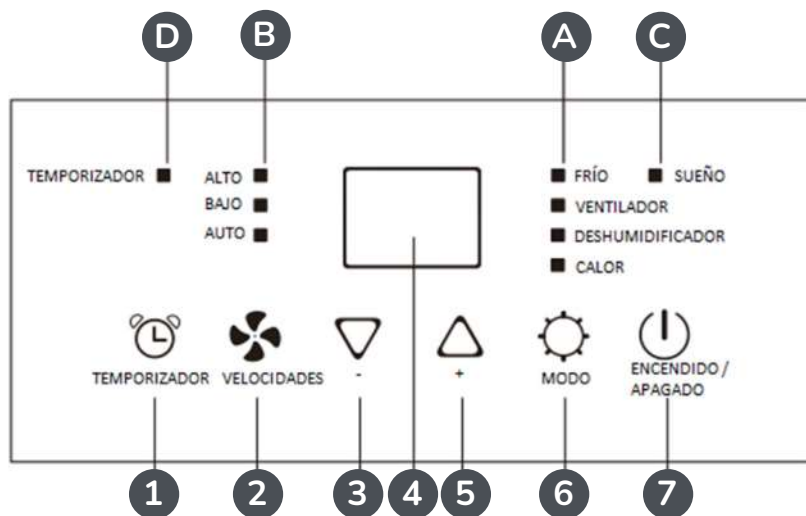 D B A C
TEMPORIZADOR ALTO FRÍO SUEÑO
BAJO VENTILADOR
AUTO DESHUMIDIFICADOR
CALOR
TEMPORIZADOR VELOCIDADES - + MODO ENCENDIDO /
APAGADO
1 2 3 4 5 6 7